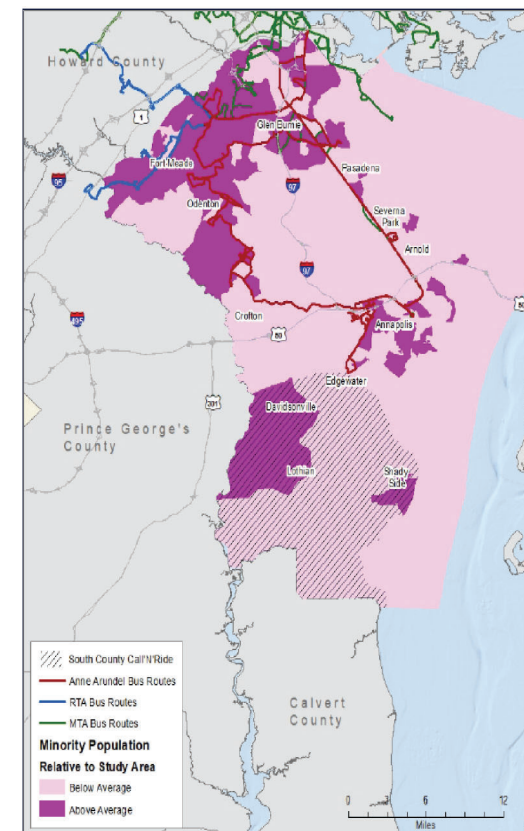 Howard County
1
Glen Burnie
Fort Meade
Pasadena
95
97
Odenton
Severna
Park
Arnold
97
495
Crofton
50
Annapolis
50
Edgewater
301
Davidsonville
Prince George's
County
Lothian
Shady
Side
South County Call'N'Ride
Anne Arundel Bus Routes
RTA Bus Routes
MTA Bus Routes
Minority Population
Relative to Study Area
Below Average
Above Average
Calvert
County
0 3 6 12
Miles